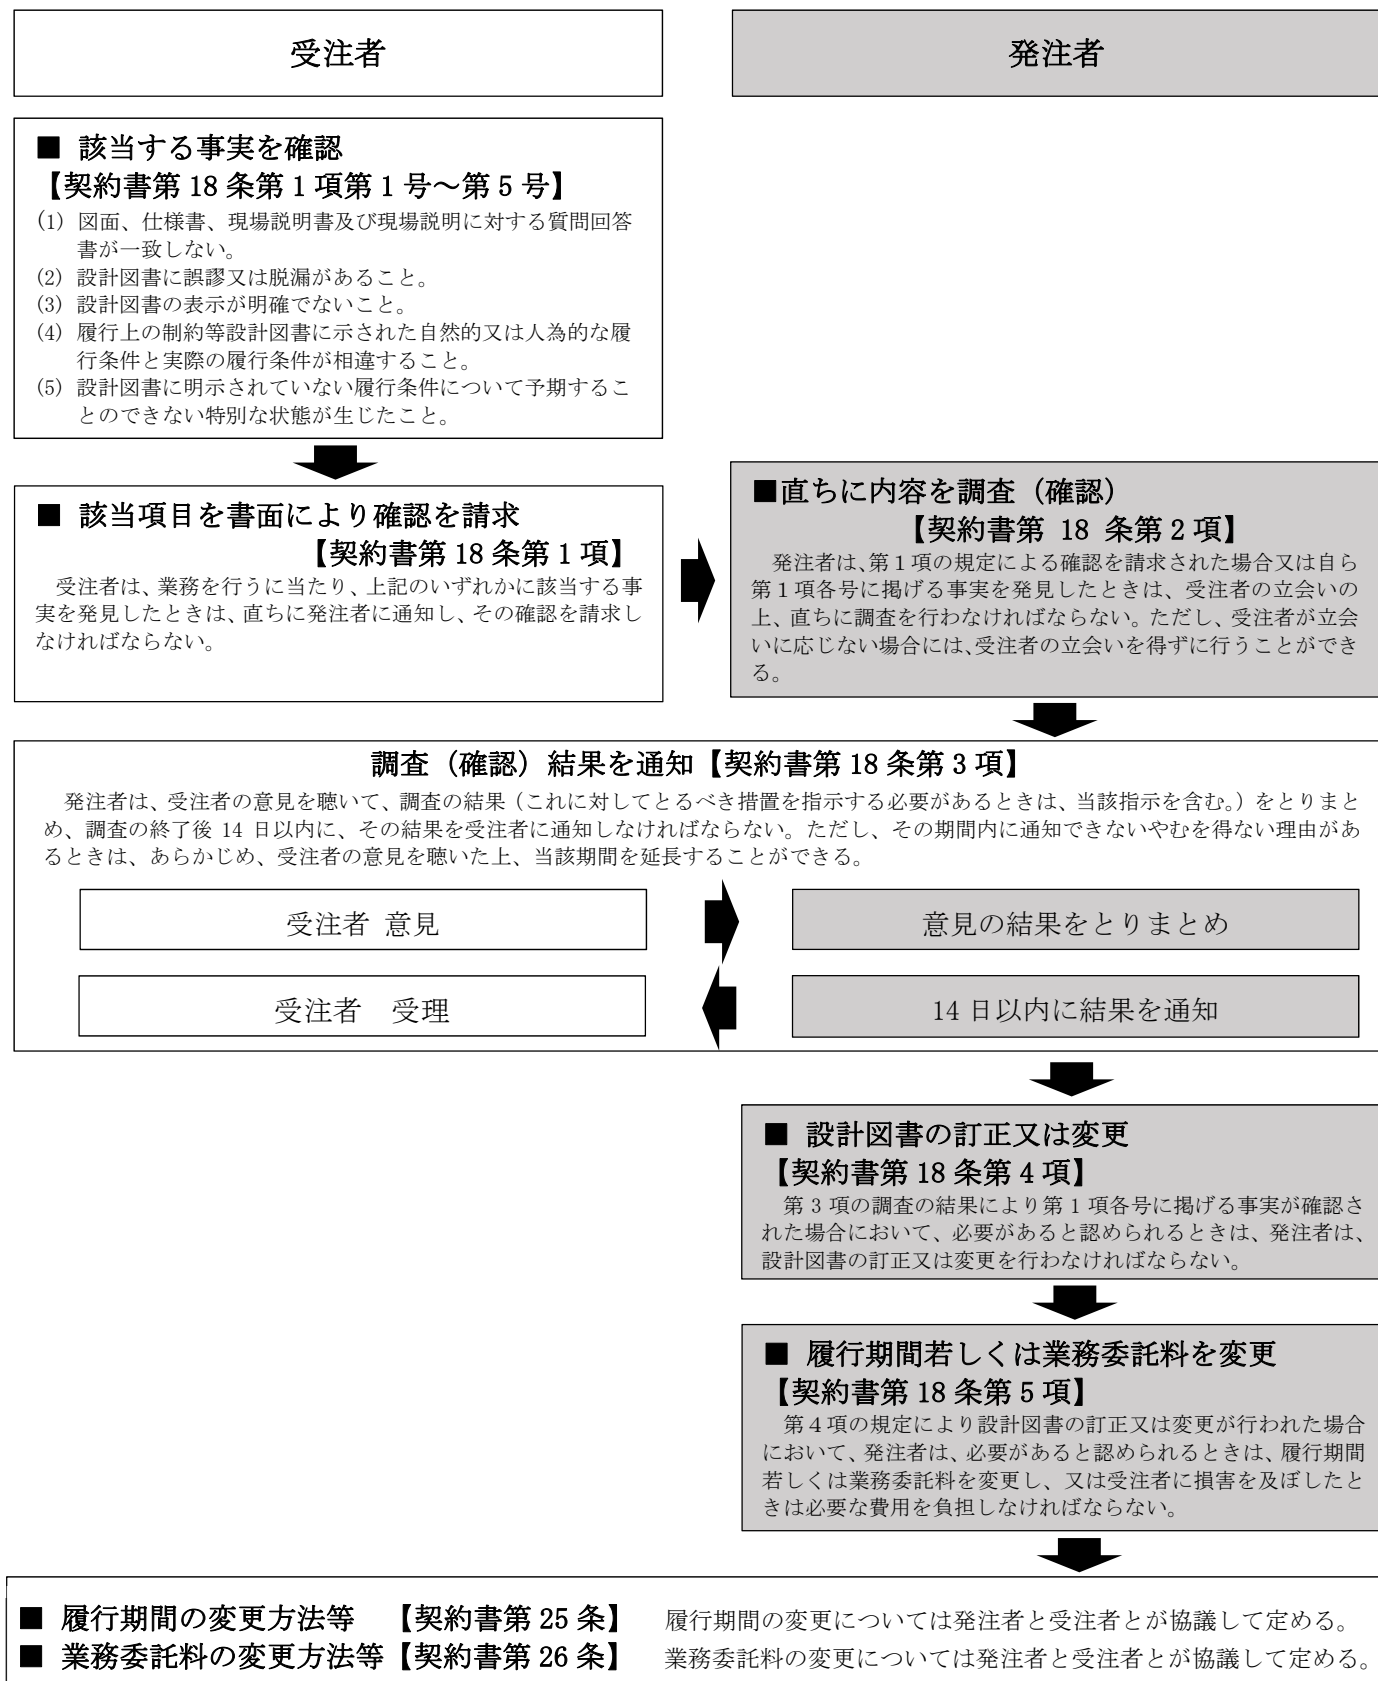 受注者
発注者
■ 該当する事実を確認
【契約書第 18 条第 1 項第 1 号～第 5 号】
(1) 図面、仕様書、現場説明書及び現場説明に対する質問回答
書が一致しない。
(2) 設計図書に誤謬又は脱漏があること。
(3) 設計図書の表示が明確でないこと。
(4) 履行上の制約等設計図書に示された自然的又は人為的な履
行条件と実際の履行条件が相違すること。
(5) 設計図書に明示されていない履行条件について予期するこ
とのできない特別な状態が生じたこと。
■ 該当項目を書面により確認を請求
【契約書第 18 条第 1 項】
受注者は、業務を行うに当たり、上記のいずれかに該当する事
実を発見したときは、直ちに発注者に通知し、その確認を請求し
なければならない。
■直ちに内容を調査（確認）
【契約書第 18 条第 2 項】
発注者は、第１項の規定による確認を請求された場合又は自ら
第１項各号に掲げる事実を発見したときは、受注者の立会いの
上、直ちに調査を行わなければならない。ただし、受注者が立会
いに応じない場合には、受注者の立会いを得ずに行うことができ
る。
調査（確認）結果を通知【契約書第 18 条第 3 項】
発注者は、受注者の意見を聴いて、調査の結果（これに対してとるべき措置を指示する必要があるときは、当該指示を含む。）をとりまと
め、調査の終了後 14 日以内に、その結果を受注者に通知しなければならない。ただし、その期間内に通知できないやむを得ない理由があ
るときは、あらかじめ、受注者の意見を聴いた上、当該期間を延長することができる。
受注者 意見
意見の結果をとりまとめ
受注者　受理
14 日以内に結果を通知
■ 設計図書の訂正又は変更
【契約書第 18 条第 4 項】
第 3 項の調査の結果により第 1 項各号に掲げる事実が確認さ
れた場合において、必要があると認められるときは、発注者は、
設計図書の訂正又は変更を行わなければならない。
■ 履行期間若しくは業務委託料を変更
【契約書第 18 条第 5 項】
第４項の規定により設計図書の訂正又は変更が行われた場合
において、発注者は、必要があると認められるときは、履行期間
若しくは業務委託料を変更し、又は受注者に損害を及ぼしたと
きは必要な費用を負担しなければならない。
■ 履行期間の変更方法等　【契約書第 25 条】　履行期間の変更については発注者と受注者とが協議して定める。
■ 業務委託料の変更方法等【契約書第 26 条】　業務委託料の変更については発注者と受注者とが協議して定める。